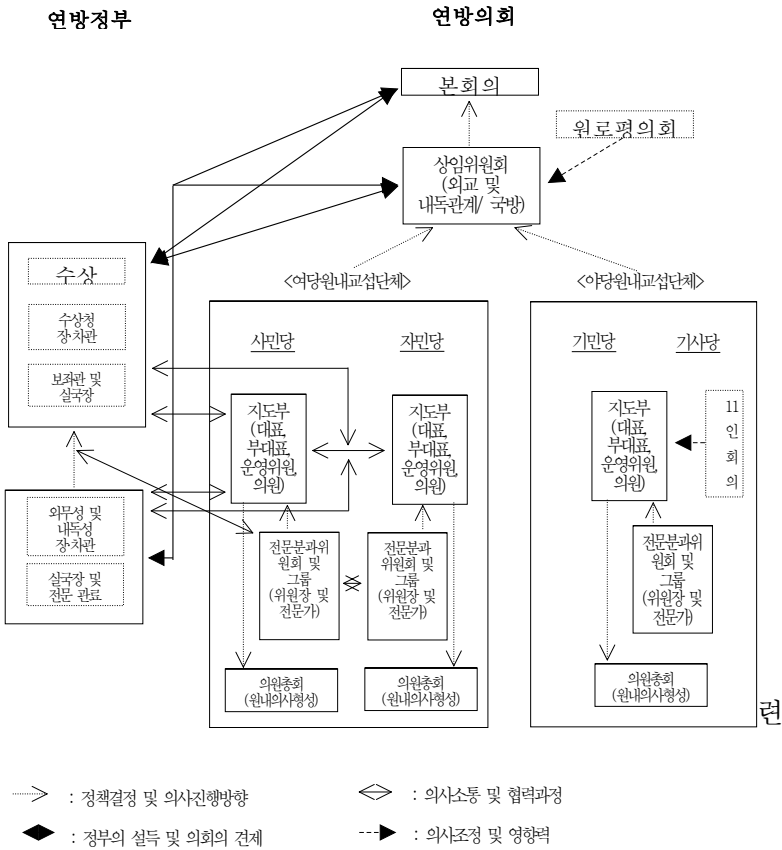 연방정부
연방의회
본회의
원로평의회
상임위원회
(외교 및
내독관계/ 국방)
수상
수상청
장·차관
보좌관 및
실국장
외무성 및
내독성
장·차관
실국장 및
전문 관료
<여당원내교섭단체>
사민당
자민당
지도부
(대표,
부대표,
운영위원,
의원)
지도부
(대표,
부대표,
운영위원,
의원)
전문분과위
원회 및
그룹
(위원장 및
전문가)
전문분과
위원회 및
그룹
(위원장 및
전문가)
의원총회
(원내의사형성)
의원총회
(원내의사형성)
<야당원내교섭단체>
기민당
기사당
지도부
(대표,
부대표,
운영위원,
의원)
11
인
회
의
전문분과위
원회 및
그룹
(위원장 및
전문가)
의원총회
(원내의사형성)
련
: 정책결정 및 의사진행방향
: 의사소통 및 협력과정
: 정부의 설득 및 의회의 견제
: 의사조정 및 영향력